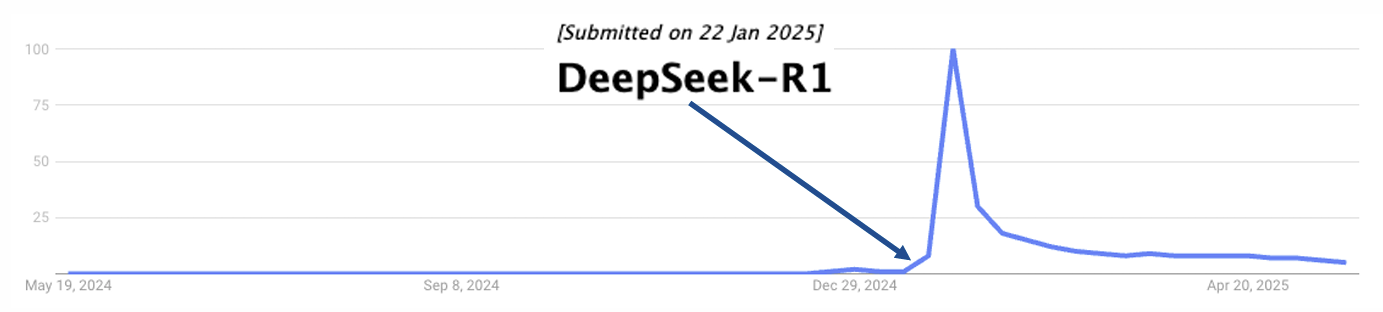 [Submitted on 22 Jan 2025]
DeepSeek-R1
100
75
50
25
May 19, 2024
Sep 8, 2024
Dec 29, 2024
Apr 20, 2025